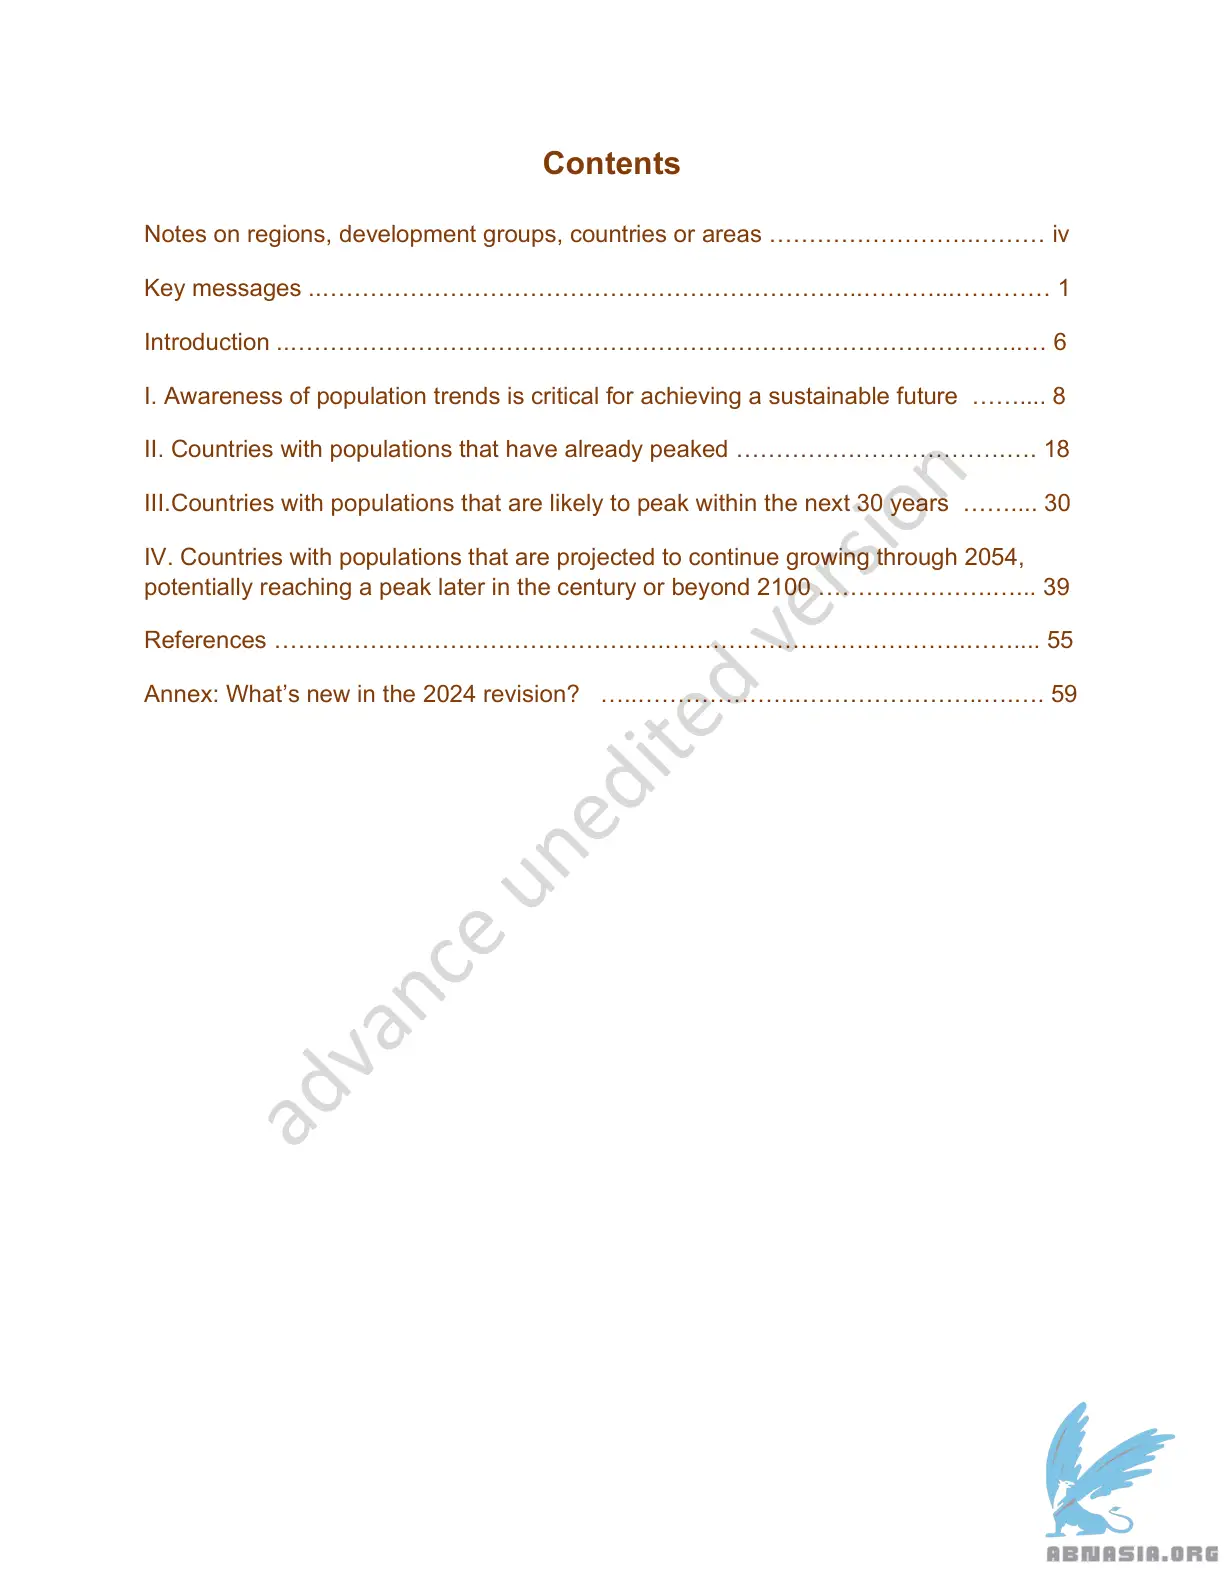 Contents
Notes on regions, development groups, countries or areas ……………………..……… iv
Key messages ..…………………………………………………………..………...………… 1
Introduction ..………………………………………………………………………………..… 6
I. Awareness of population trends is critical for achieving a sustainable future  …….... 8
II. Countries with populations that have already peaked …………………………….…. 18
III.Countries with populations that are likely to peak within the next 30 years  …….... 30
IV. Countries with populations that are projected to continue growing through 2054,
potentially reaching a peak later in the century or beyond 2100 ………………….…... 39
References ………………………………………….………………………………..…….... 55
Annex: What’s new in the 2024 revision?   …..………………...…………………..….…. 59
advance unedited version
ABNASIA.ORG